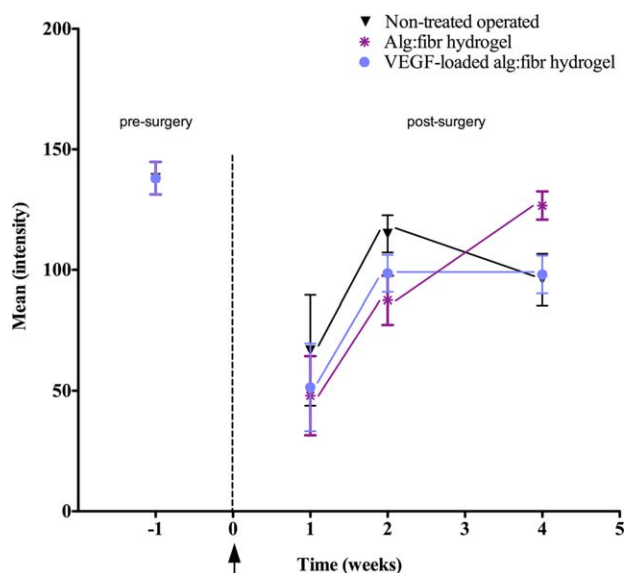 200
150
100
50
0
Mean (intensity)
Non-treated operated
Alg:fibr hydrogel
VEGF-loaded alg:fibr hydrogel
pre-surgery
post-surgery
-1
0
1
2
3
4
5
Time (weeks)